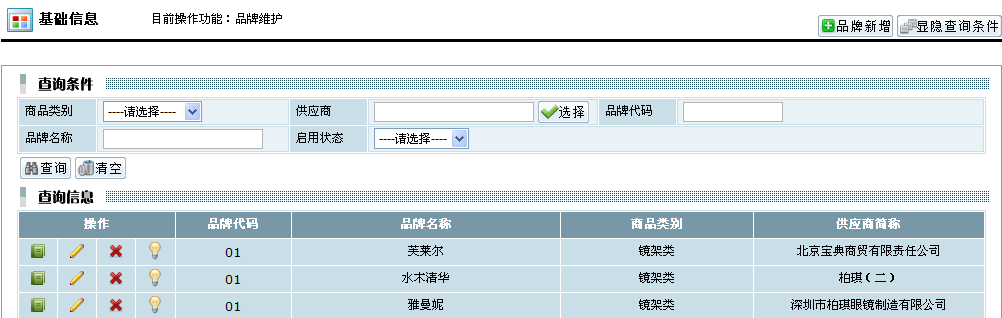 基础信息 目前操作功能：品牌维护
品牌新增 显隐查询条件
查询条件
商品类别 ----请选择---- 供应商 选择 品牌代码
品牌名称 启用状态 ----请选择----
查询 清空
查询信息
操作 品牌代码 品牌名称 商品类别 供应商简称
01 芙莱尔 镜架类 北京宝典商贸有限责任公司
01 水木清华 镜架类 柏琪（二）
01 雅曼妮 镜架类 深圳市柏琪眼镜制造有限公司